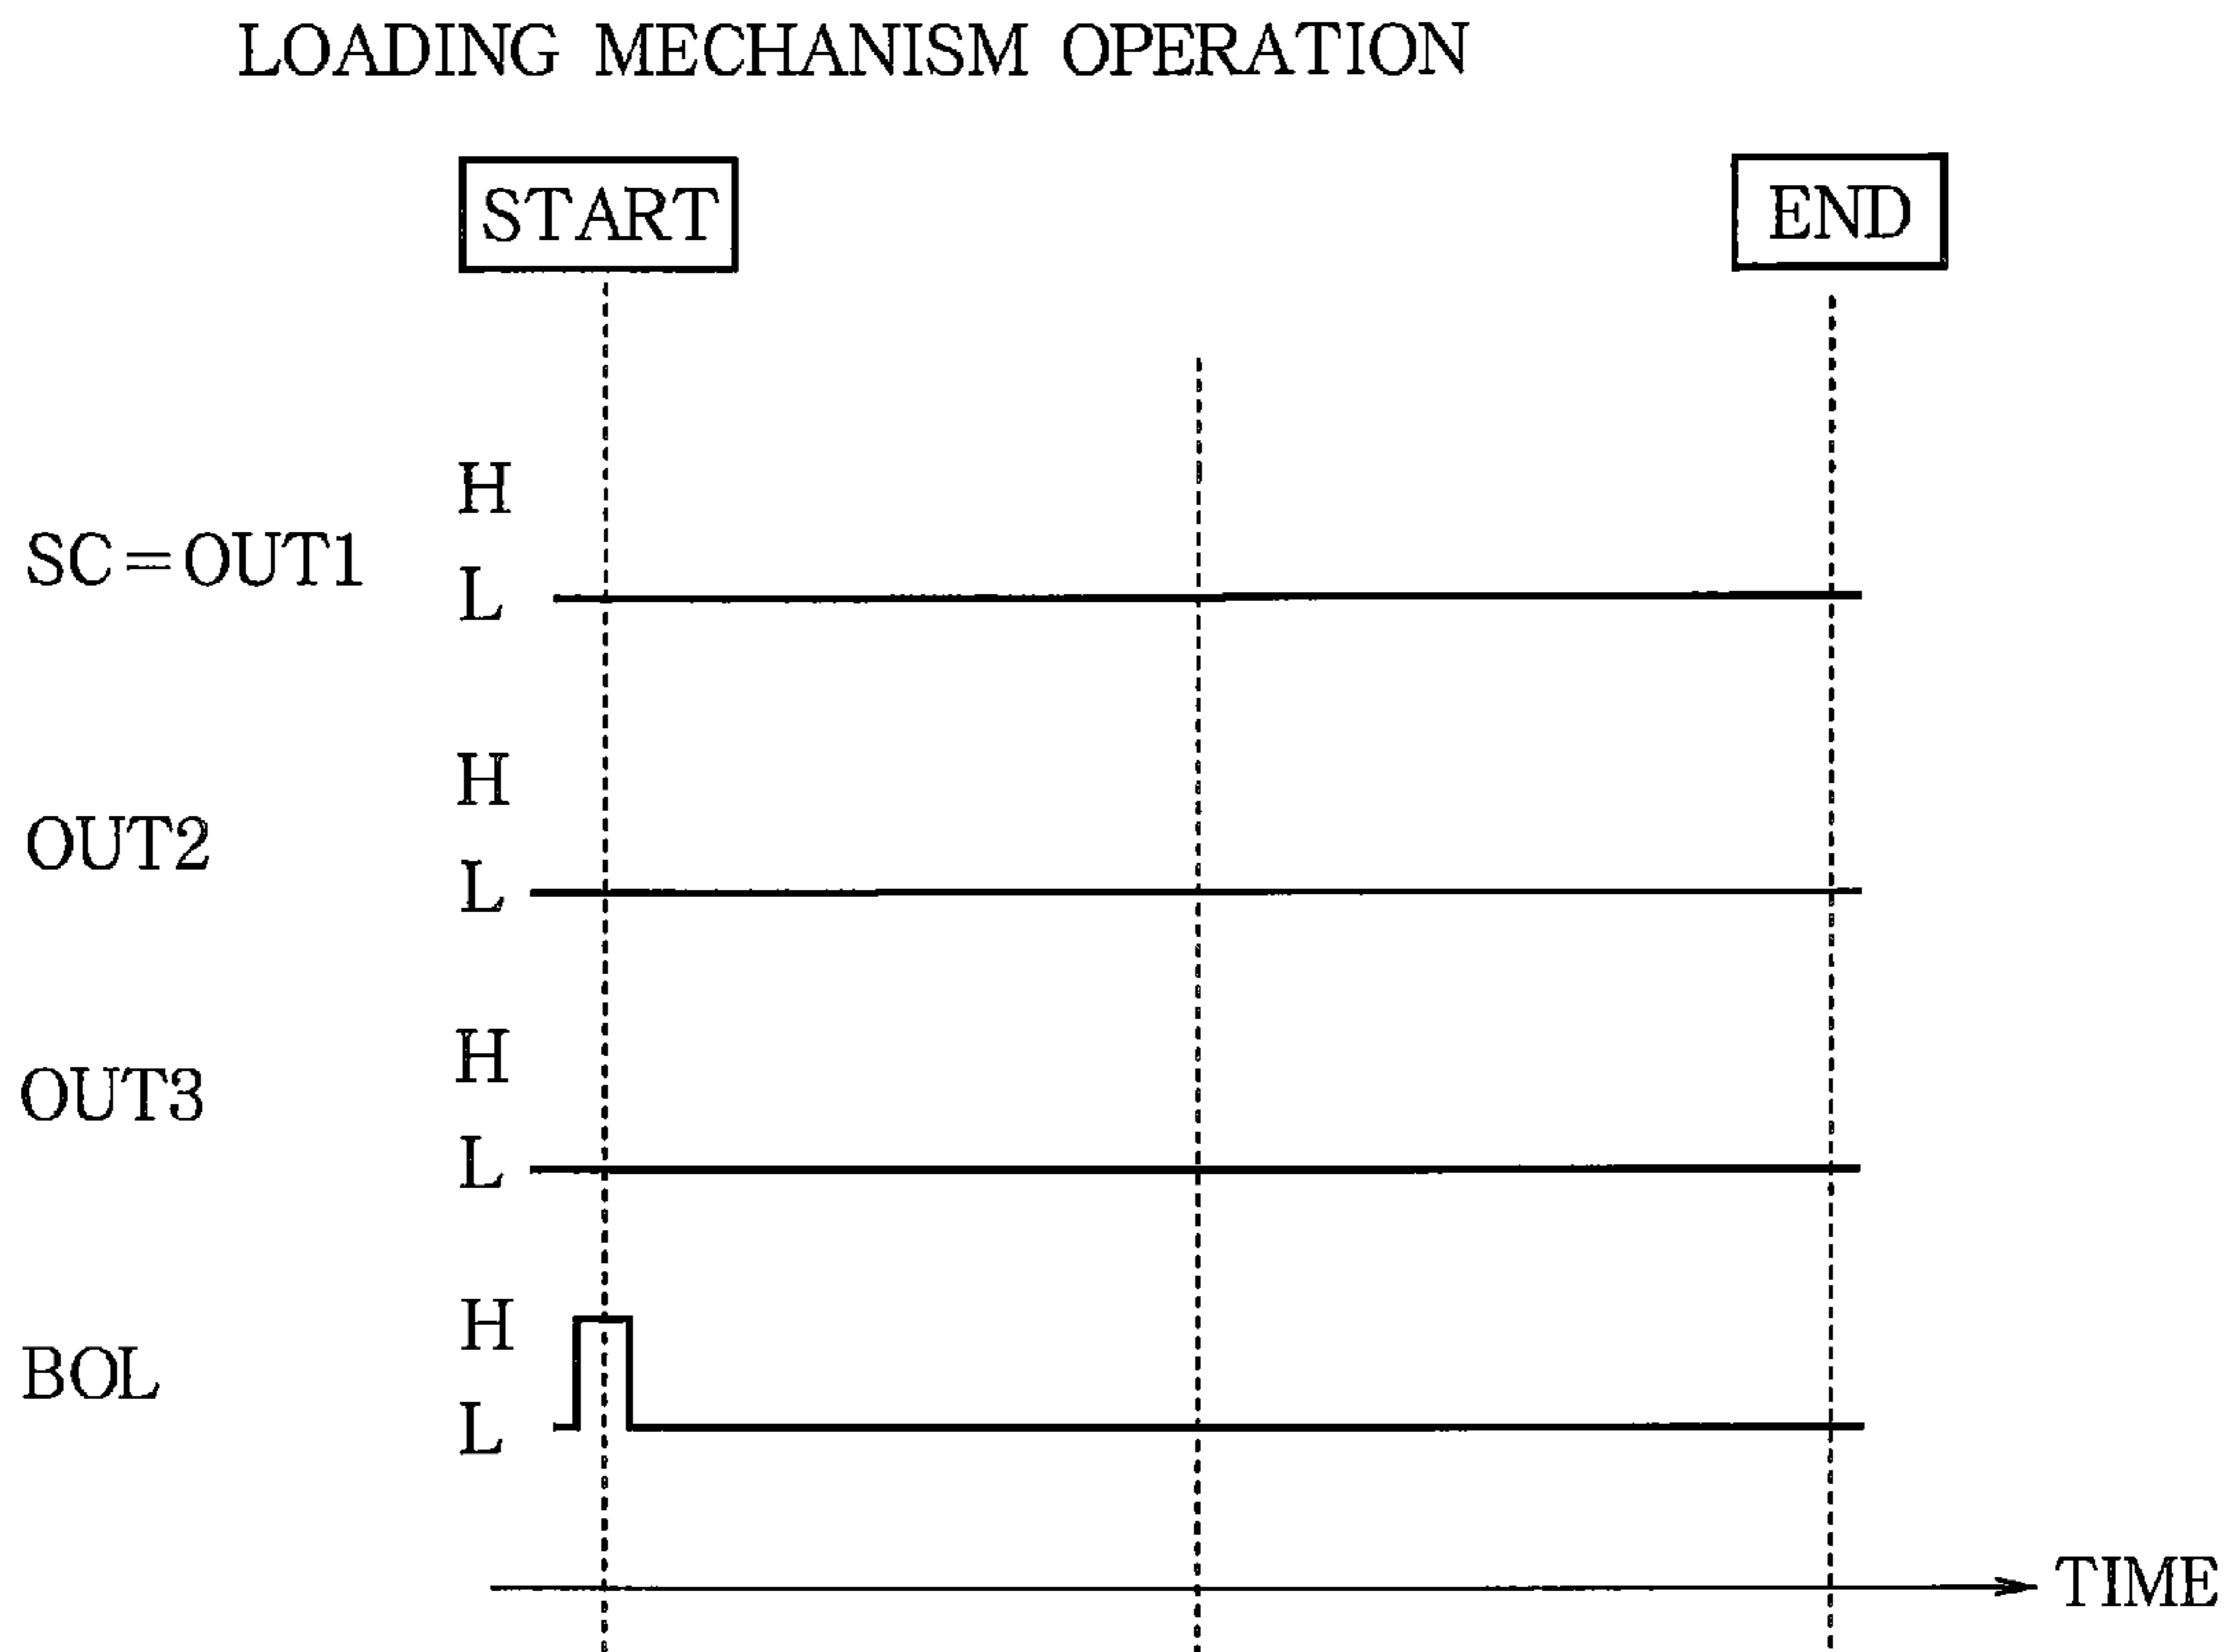 LOADING MECHANISM OPERATION
START
END
SC=OUT1
H
L
OUT2
H
L
OUT3
H
L
BOL
H
L
TIME